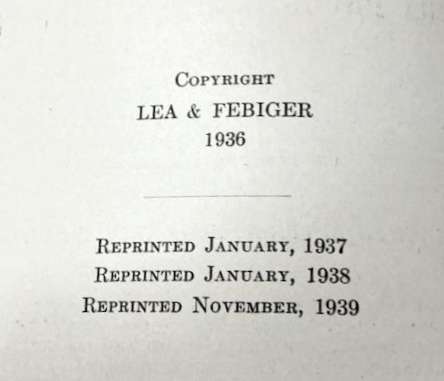 Copyright
LEA & FEBIGER
1936
Reprinted January, 1937
Reprinted January, 1938
Reprinted November, 1939